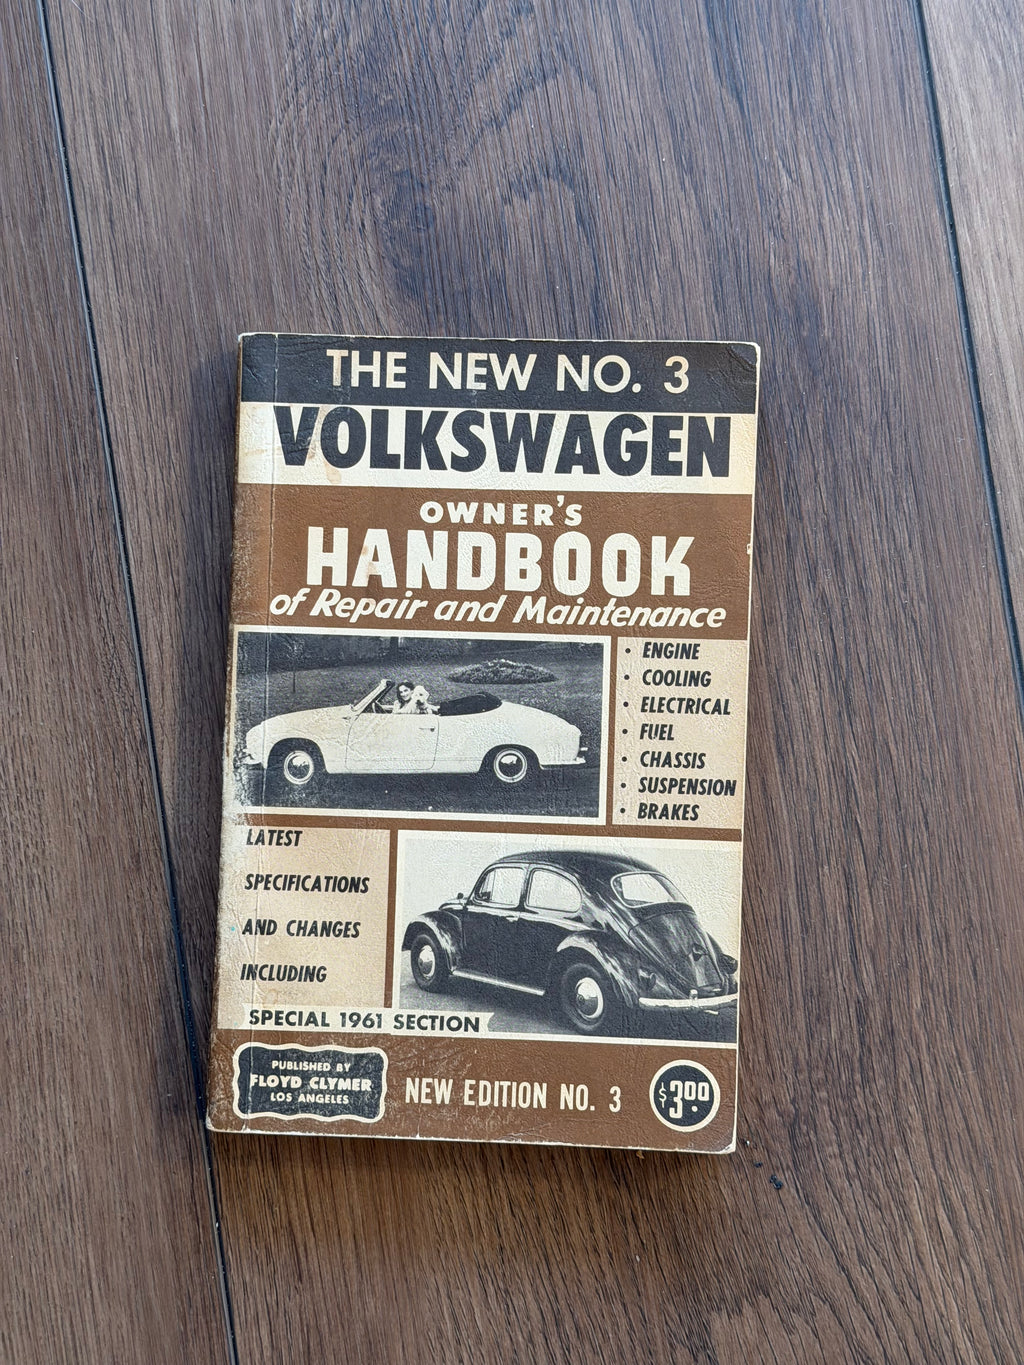 THE NEW NO. 3
VOLKSWAGEN
OWNER'S
HANDBOOK
of Repair and Maintenance
• ENGINE
• COOLING
• ELECTRICAL
• FUEL
• CHASSIS
• SUSPENSION
• BRAKES
LATEST
SPECIFICATIONS
AND CHANGES
INCLUDING
SPECIAL 1961 SECTION
PUBLISHED BY
FLOYD CLYMER
LOS ANGELES
NEW EDITION NO. 3
$3.00